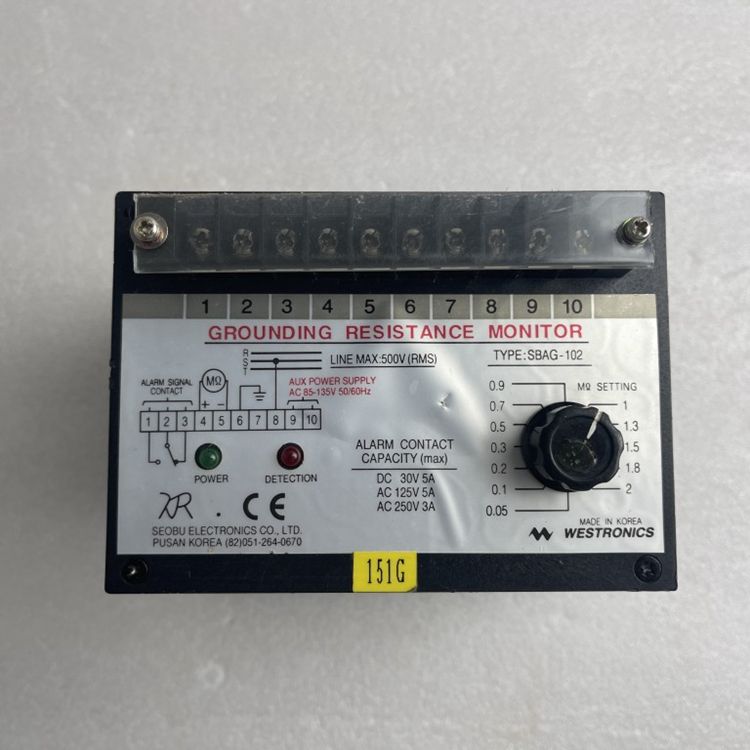 1 2 3 4 5 6 7 8 9 10
GROUNDING RESISTANCE MONITOR
R
S
T
LINE MAX:500V (RMS)
TYPE:SBAG-102
ALARM SIGNAL
CONTACT
MΩ
+ -
AUX POWER SUPPLY
AC 85-135V 50/60Hz
1 2 3 4 5 6 7 8 9 10
POWER
DETECTION
ALARM CONTACT
CAPACITY (max)
DC 30V 5A
AC 125V 5A
AC 250V 3A
MΩ SETTING
0.9
0.7
0.5
0.3
0.2
0.1
0.05
1
1.3
1.5
1.8
2
CE
SEOBU ELECTRONICS CO., LTD.
PUSAN KOREA (82)051-264-0670
MADE IN KOREA
WESTRONICS
151G